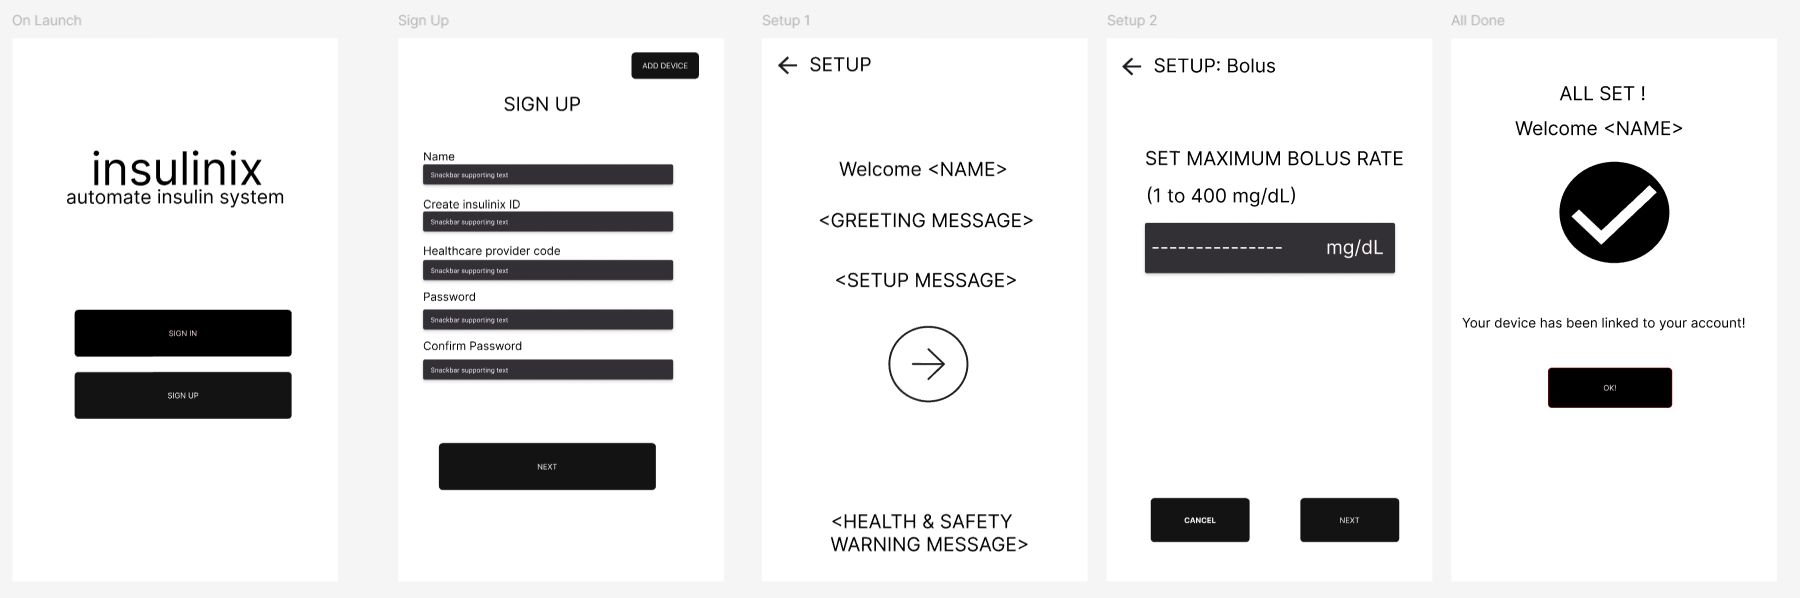 On Launch
insulinix
automate insulin system
SIGN IN
SIGN UP
Sign Up
ADD DEVICE
SIGN UP
Name
Snackbar supporting text
Create insulinix ID
Snackbar supporting text
Healthcare provider code
Snackbar supporting text
Password
Snackbar supporting text
Confirm Password
Snackbar supporting text
NEXT
Setup 1
SETUP
Welcome <NAME>
<GREETING MESSAGE>
<SETUP MESSAGE>
<HEALTH & SAFETY
WARNING MESSAGE>
Setup 2
SETUP: Bolus
SET MAXIMUM BOLUS RATE
(1 to 400 mg/dL)
--------------- mg/dL
CANCEL
NEXT
All Done
ALL SET !
Welcome <NAME>
Your device has been linked to your account!
OK!